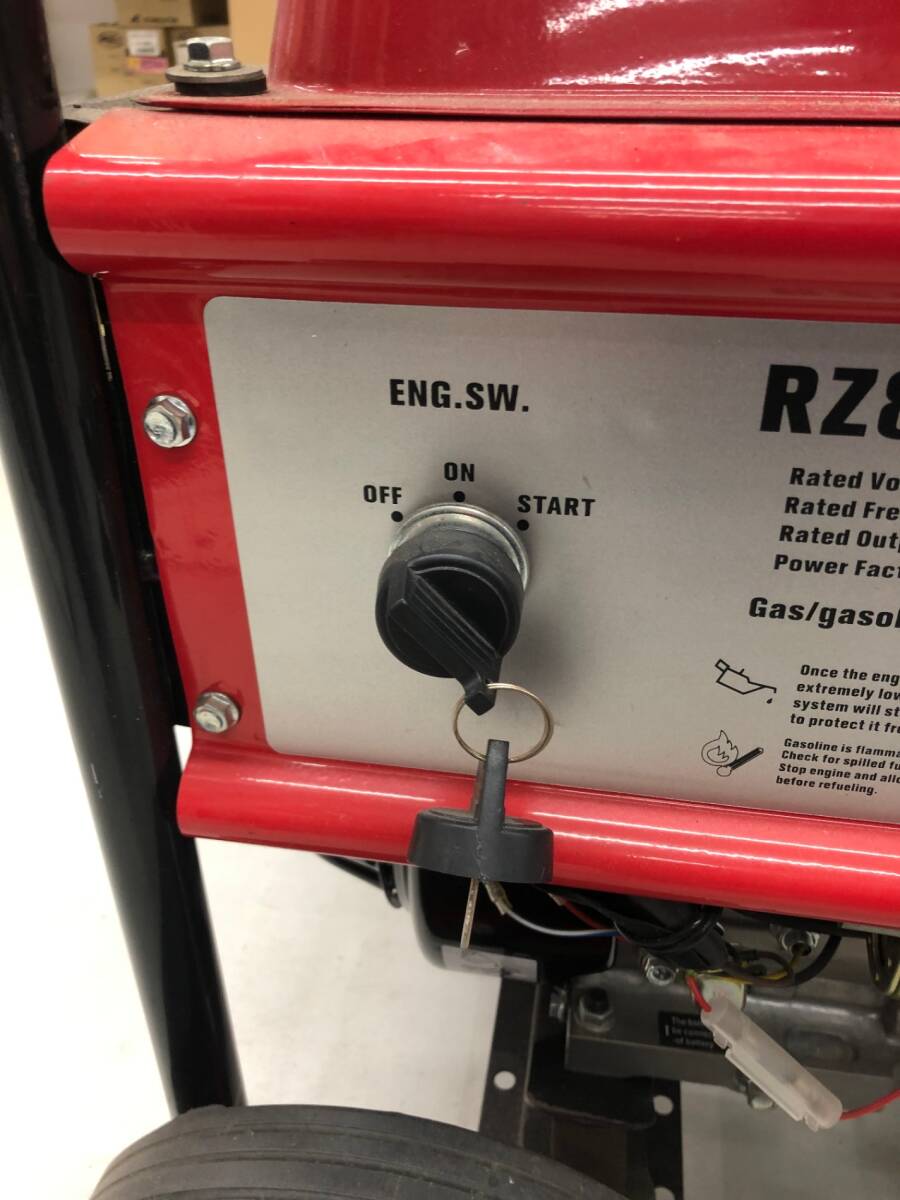 ENG.SW.
OFF
ON
START
RZ8
Rated Vo
Rated Fre
Rated Outp
Power Fact
Gas/gasol
Once the eng
extremely low
system will st
to protect it fr
Gasoline is flamma
Check for spilled fu
Stop engine and allo
before refueling.